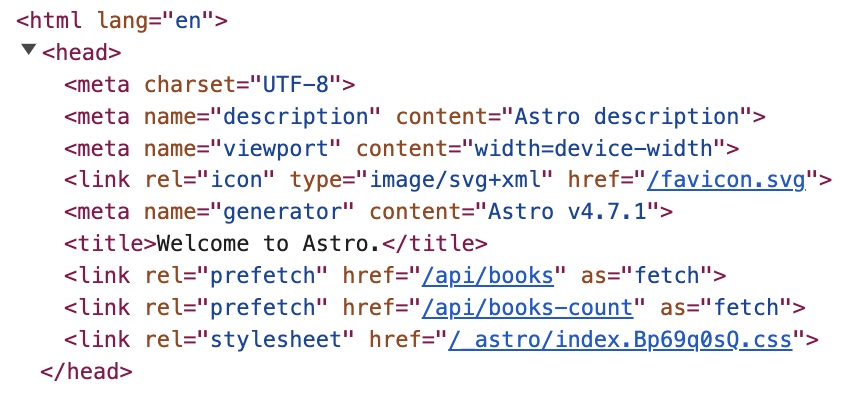 <html lang="en">
<head>
<meta charset="UTF-8">
<meta name="description" content="Astro description">
<meta name="viewport" content="width=device-width">
<link rel="icon" type="image/svg+xml" href="/favicon.svg">
<meta name="generator" content="Astro v4.7.1">
<title>Welcome to Astro.</title>
<link rel="prefetch" href="/api/books" as="fetch">
<link rel="prefetch" href="/api/books-count" as="fetch">
<link rel="stylesheet" href="/_astro/index.Bp69q0sQ.css">
</head>